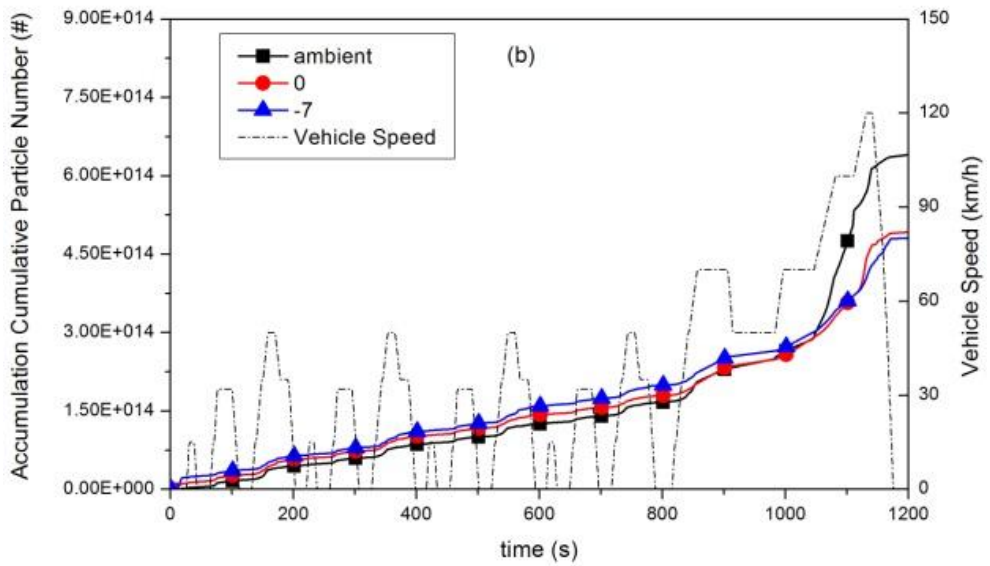 Accumulation Cumulative Particle Number (#)
9.00E+014
7.50E+014
6.00E+014
4.50E+014
3.00E+014
1.50E+014
0.00E+000
ambient
0
-7
Vehicle Speed
(b)
150
120
90
60
30
0
Vehicle Speed (km/h)
0 200 400 600 800 1000 1200
time (s)